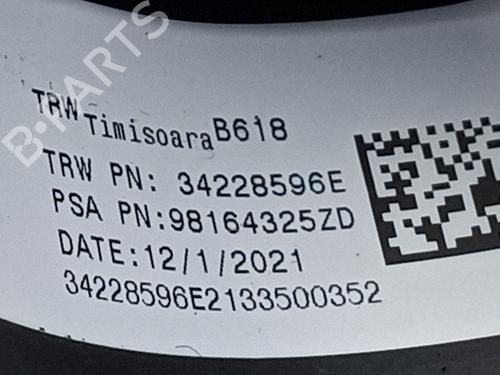 TRW Timisoara B618
TRW PN: 34228596E
PSA PN:98164325ZD
DATE:12/1/2021
34228596E2133500352
B-PARTS